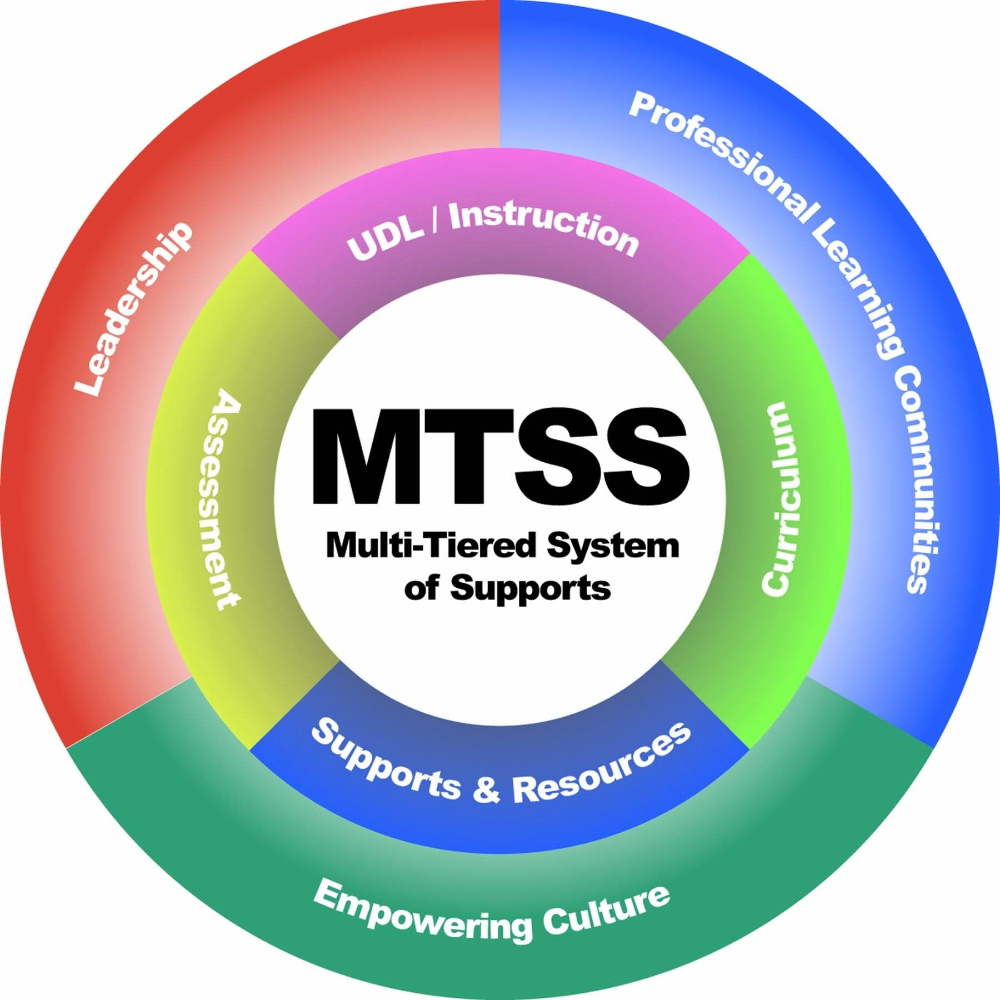 Leadership
Professional Learning Communities
UDL / Instruction
Assessment
Curriculum
MTSS
Multi-Tiered System
of Supports
Supports & Resources
Empowering Culture